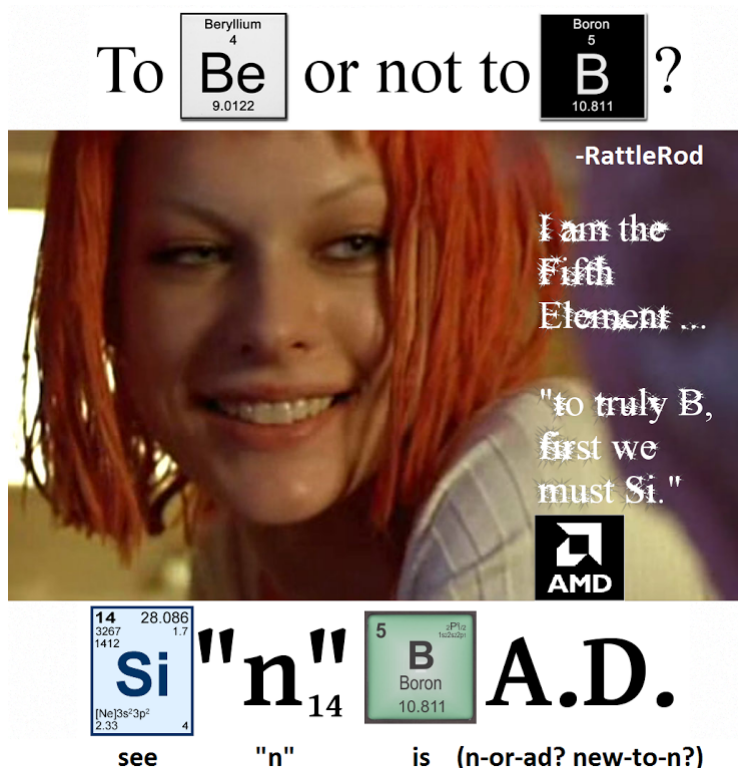 Beryllium
4
To Be or not to B ?
9.0122
Boron
5
10.811
-RattleRod
I am the
Fifth
Element ...
"to truly B,
first we
must Si."
AMD
14 28.086
3267 1.7
1412
Si
[Ne]3s²3p²
2.33 4
"n"14
5
B
Boron
10.811
A.D.
see "n" is (n-or-ad? new-to-n?)